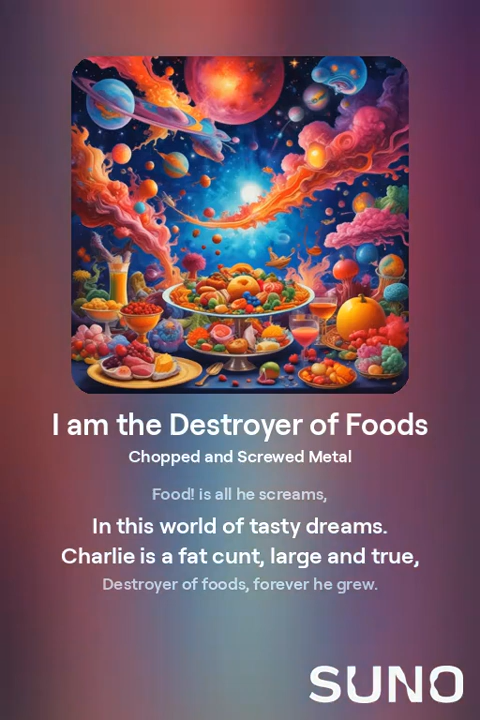 I am the Destroyer of Foods
Chopped and Screwed Metal
Food! is all he screams,
In this world of tasty dreams.
Charlie is a fat cunt, large and true,
Destroyer of foods, forever he grew.
SUNO